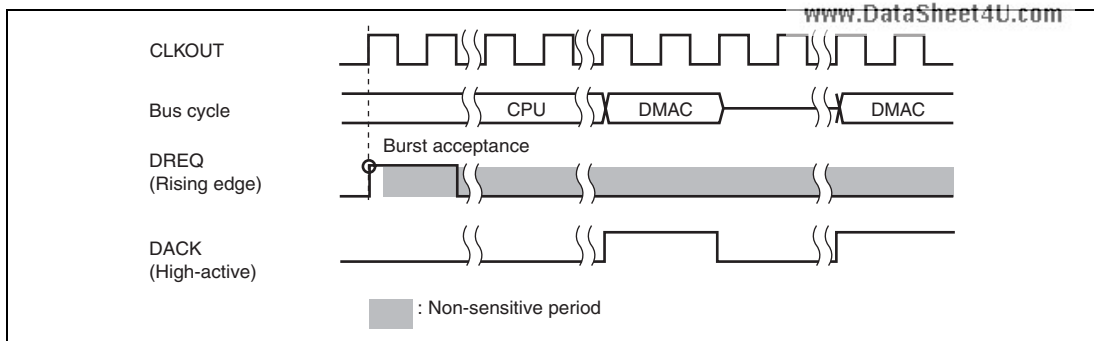 www.DataSheet4U.com
CLKOUT
Bus cycle
CPU
DMAC
DMAC
Burst acceptance
DREQ
(Rising edge)
DACK
(High-active)
: Non-sensitive period